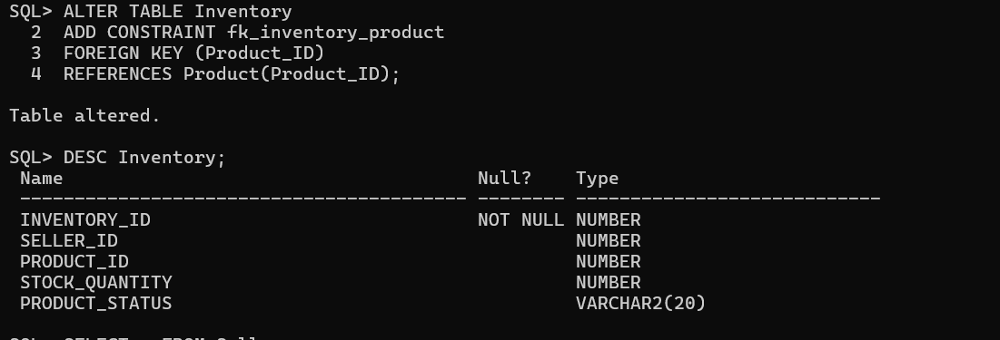 SQL> ALTER TABLE Inventory
  2  ADD CONSTRAINT fk_inventory_product
  3  FOREIGN KEY (Product_ID)
  4  REFERENCES Product(Product_ID);
Table altered.
SQL> DESC Inventory;
 Name                                      Null?    Type
 ----------------------------------------- -------- ----------------------------
 INVENTORY_ID                              NOT NULL NUMBER
 SELLER_ID                                          NUMBER
 PRODUCT_ID                                         NUMBER
 STOCK_QUANTITY                                     NUMBER
 PRODUCT_STATUS                                     VARCHAR2(20)